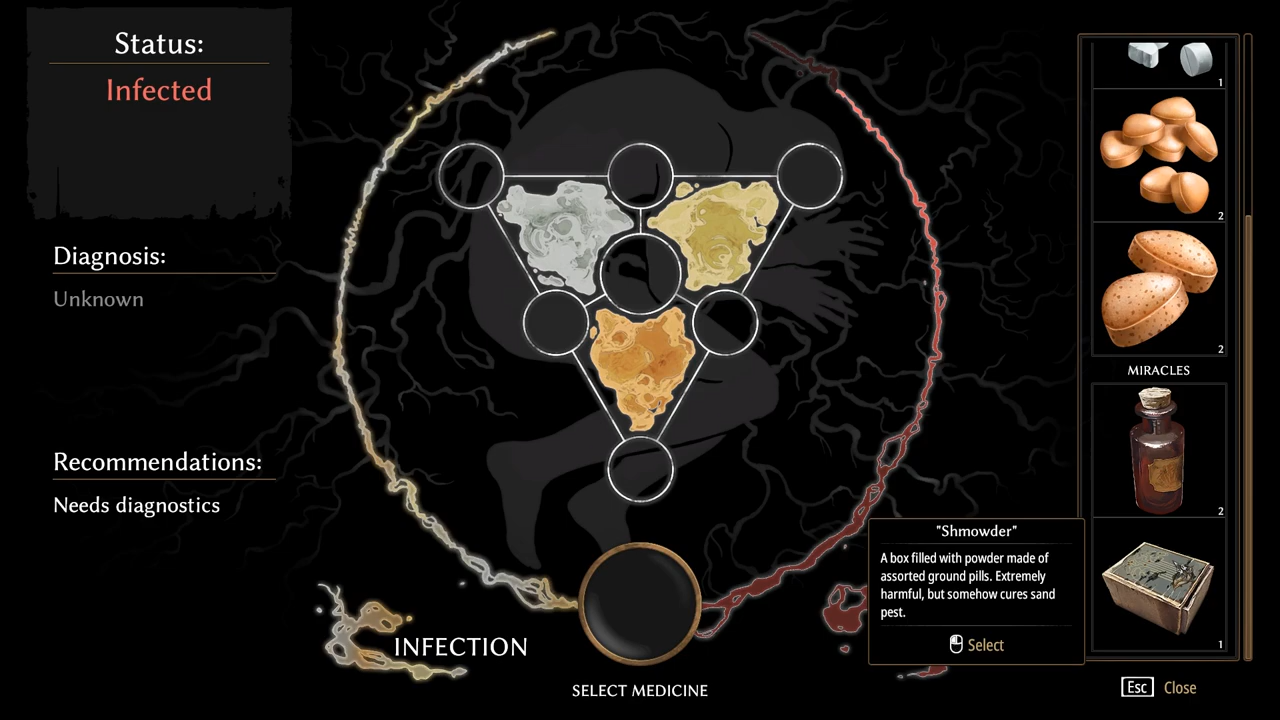 Status:
Infected
Diagnosis:
Unknown
Recommendations:
Needs diagnostics
INFECTION
SELECT MEDICINE
1
2
2
MIRACLES
2
1
"Shmowder"
A box filled with powder made of
assorted ground pills. Extremely
harmful, but somehow cures sand
pest.
Select
Esc Close